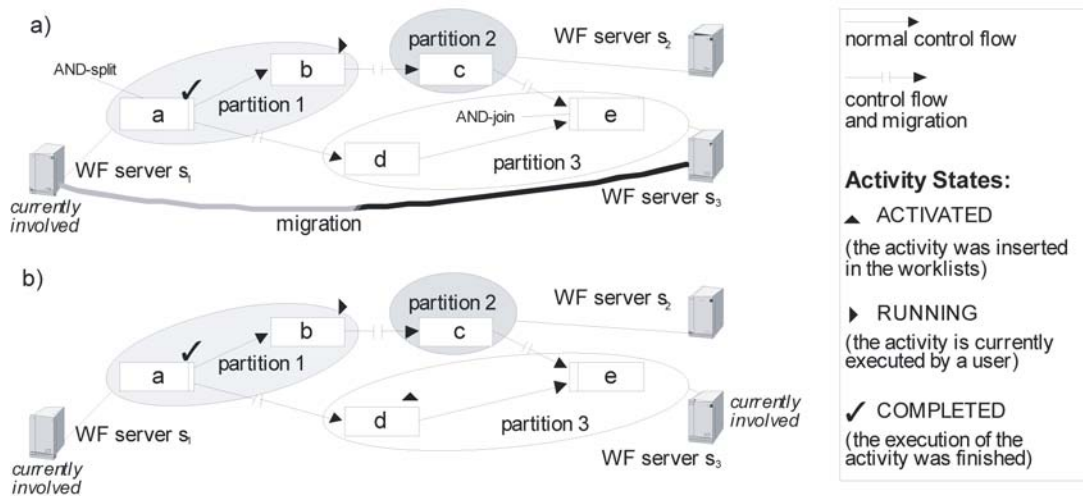 a)
AND-split
a
b
partition 1
partition 2
c
WF server s2
AND-join
e
d
partition 3
WF server s1
currently
involved
migration
WF server s3
b)
a
b
partition 1
partition 2
c
WF server s2
e
d
partition 3
currently
involved
WF server s1
currently
involved
WF server s3
normal control flow
control flow
and migration
Activity States:
ACTIVATED
(the activity was inserted
in the worklists)
RUNNING
(the activity is currently
executed by a user)
COMPLETED
(the execution of the
activity was finished)